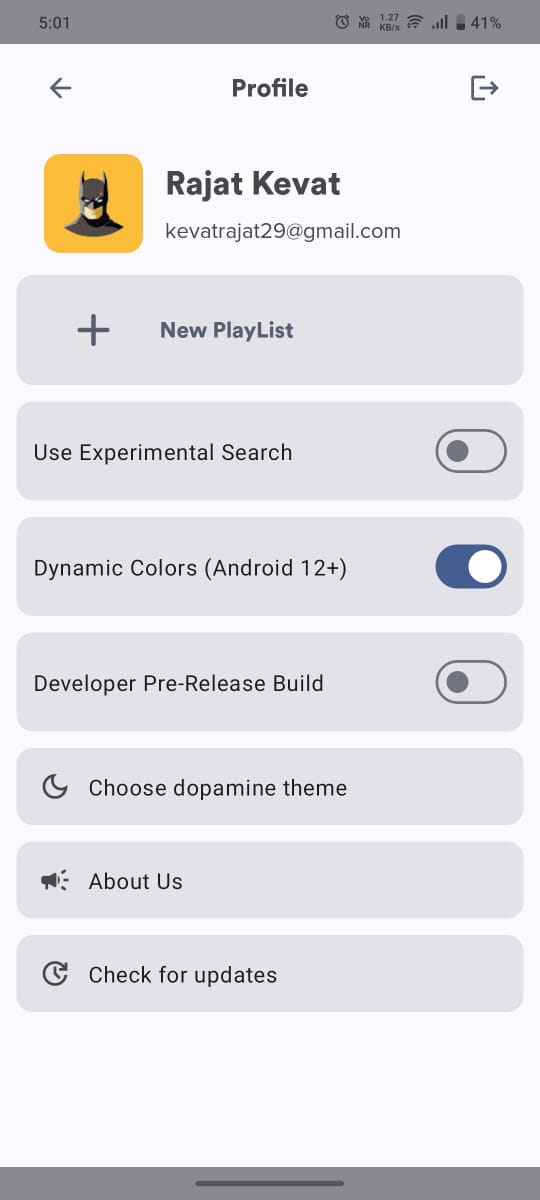 5:01
Vo NR 1.27 KB/s 41%
Profile
Rajat Kevat
kevatrajat29@gmail.com
New PlayList
Use Experimental Search
Dynamic Colors (Android 12+)
Developer Pre-Release Build
Choose dopamine theme
About Us
Check for updates